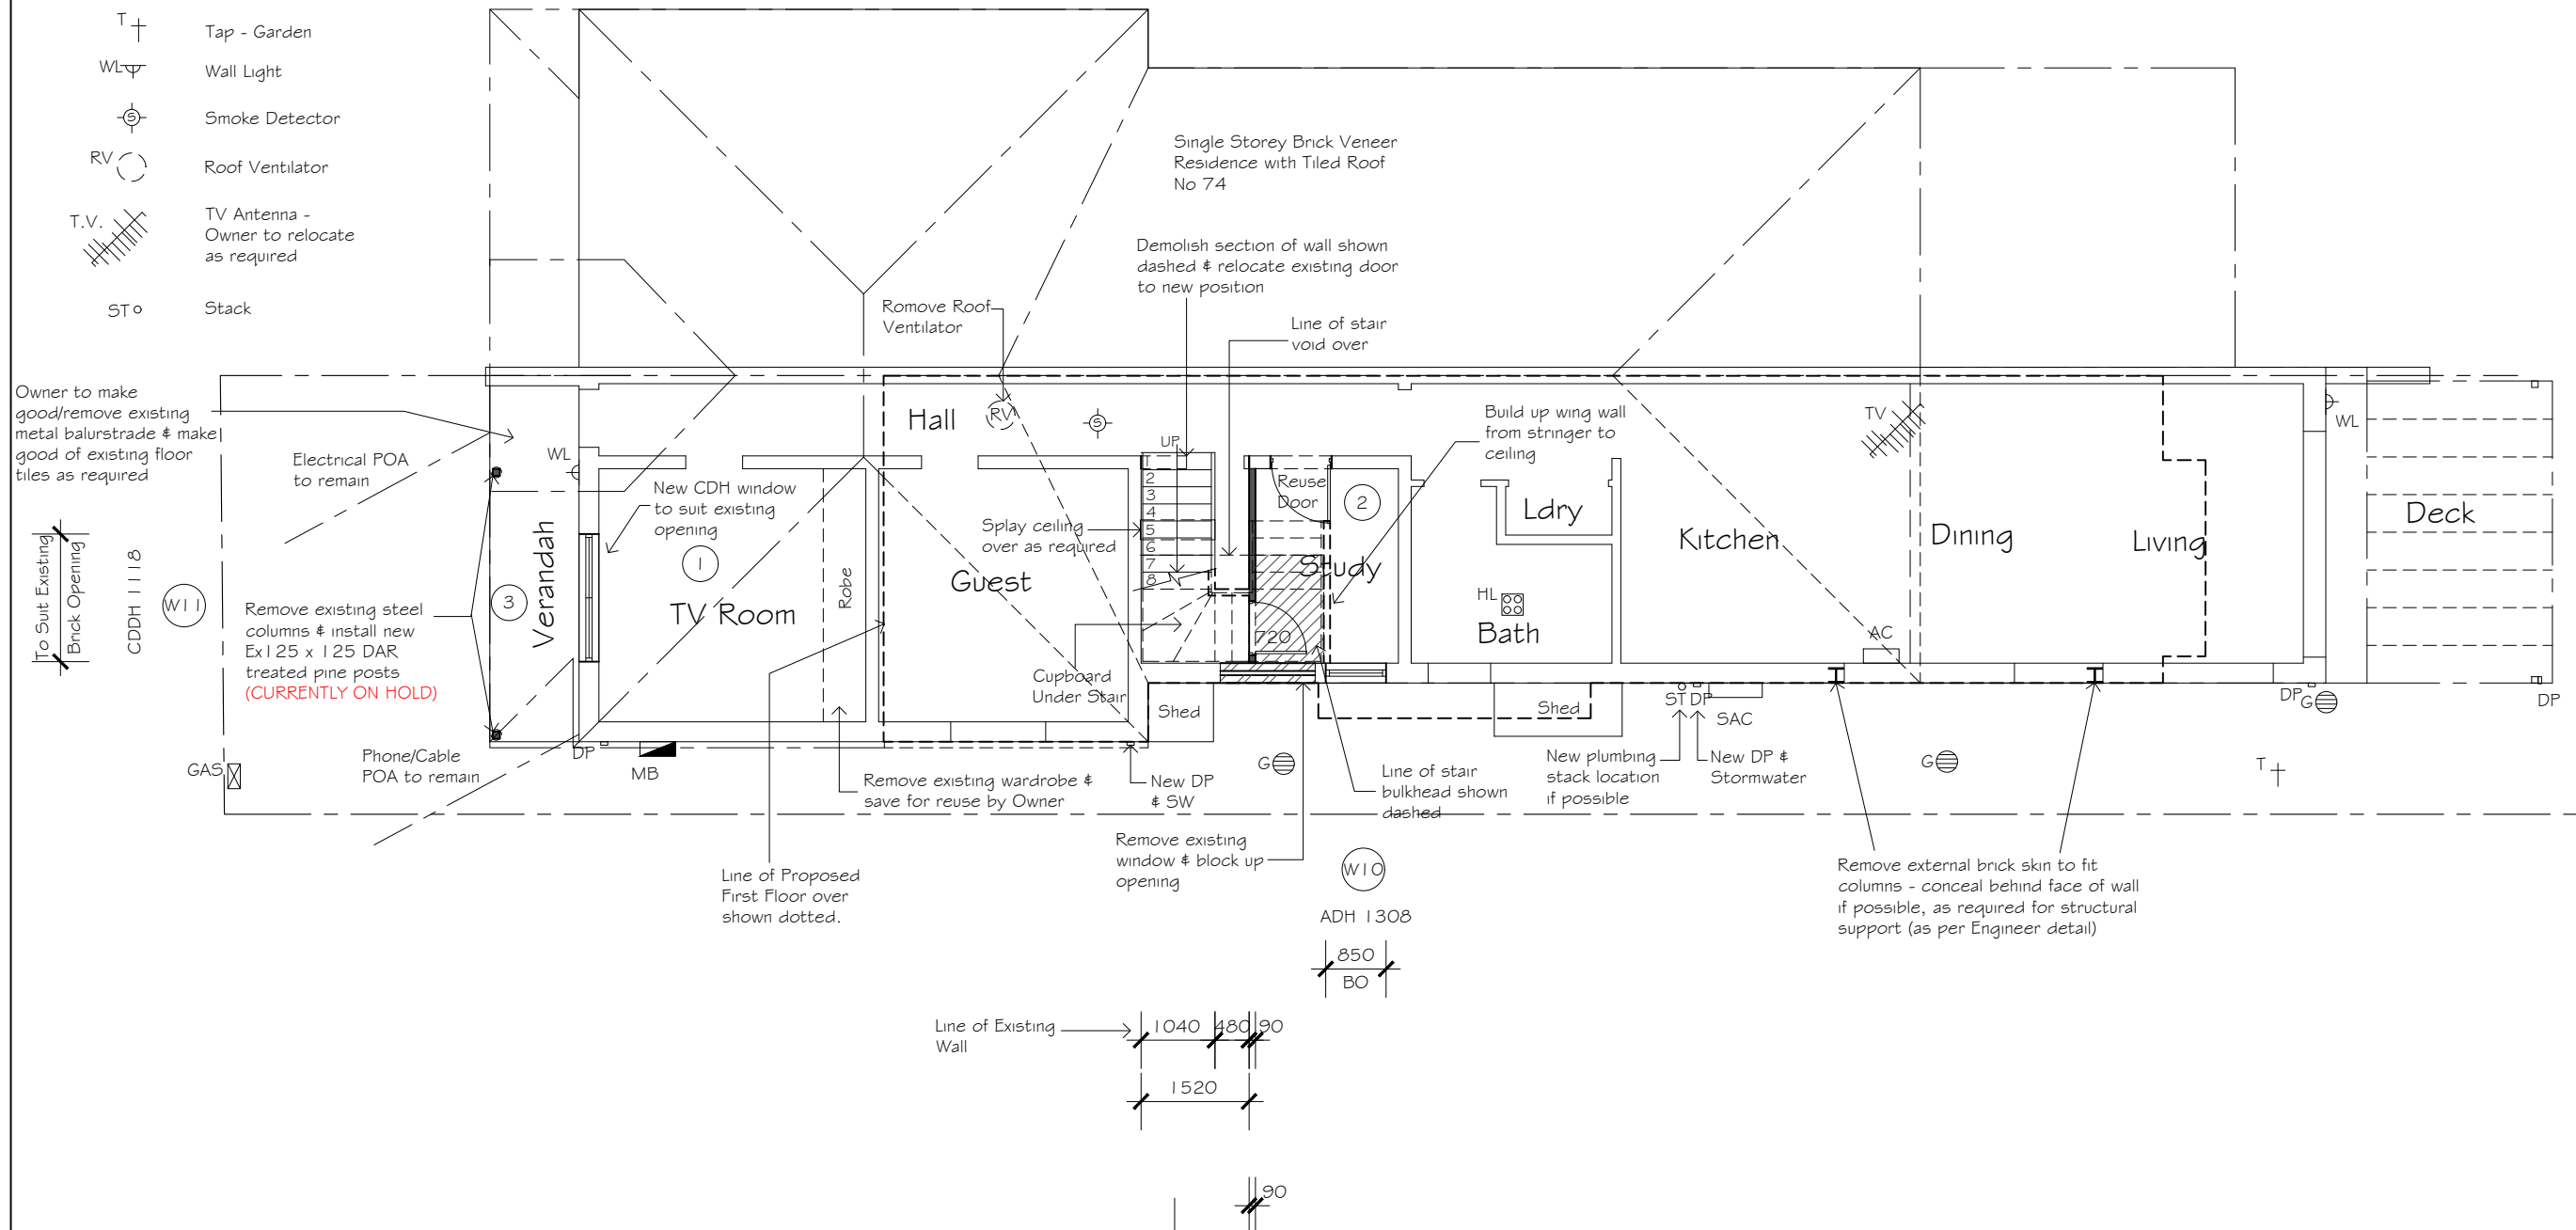 T
Tap - Garden
WL
Wall Light
S
Smoke Detector
RV
Roof Ventilator
T.V.
TV Antenna -
Owner to relocate
as required
ST
Stack
Single Storey Brick Veneer
Residence with Tiled Roof
No 74
Demolish section of wall shown
dashed & relocate existing door
to new position
Romove Roof
Ventilator
Line of stair
void over
Owner to make
good/remove existing
metal balurstrade & make
good of existing floor
tiles as required
Electrical POA
to remain
WL
New CDH window
to suit existing
opening
Hall
RV
S
UP
1
2
3
4
5
6
7
8
Splay ceiling
over as required
Reuse
Door
2
Build up wing wall
from stringer to
ceiling
TV
WL
Ldry
Kitchen
Dining
Living
Deck
To Suit Existing
Brick Opening
CDDH 1118
W11
3
Verandah
1
TV Room
Robe
Guest
Study
HL
Bath
720
AC
Remove existing steel
columns & install new
Ex125 x 125 DAR
treated pine posts
(CURRENTLY ON HOLD)
Cupboard
Under Stair
Shed
Shed
ST
DP
SAC
DP
G
DP
GAS
Phone/Cable
POA to remain
DP
MB
Remove existing wardrobe &
save for reuse by Owner
New DP
& SW
G
Line of stair
bulkhead shown
dashed
New plumbing
stack location
if possible
New DP &
Stormwater
G
T
Line of Proposed
First Floor over
shown dotted.
Remove existing
window & block up
opening
W10
ADH 1308
850
BO
Remove external brick skin to fit
columns - conceal behind face of wall
if possible, as required for structural
support (as per Engineer detail)
Line of Existing
Wall
1040
480
90
1520
90